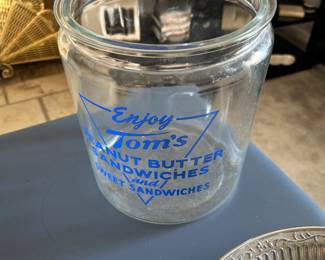 Enjoy
Tom's
PEANUT BUTTER
SANDWICHES
and
SWEET SANDWICHES